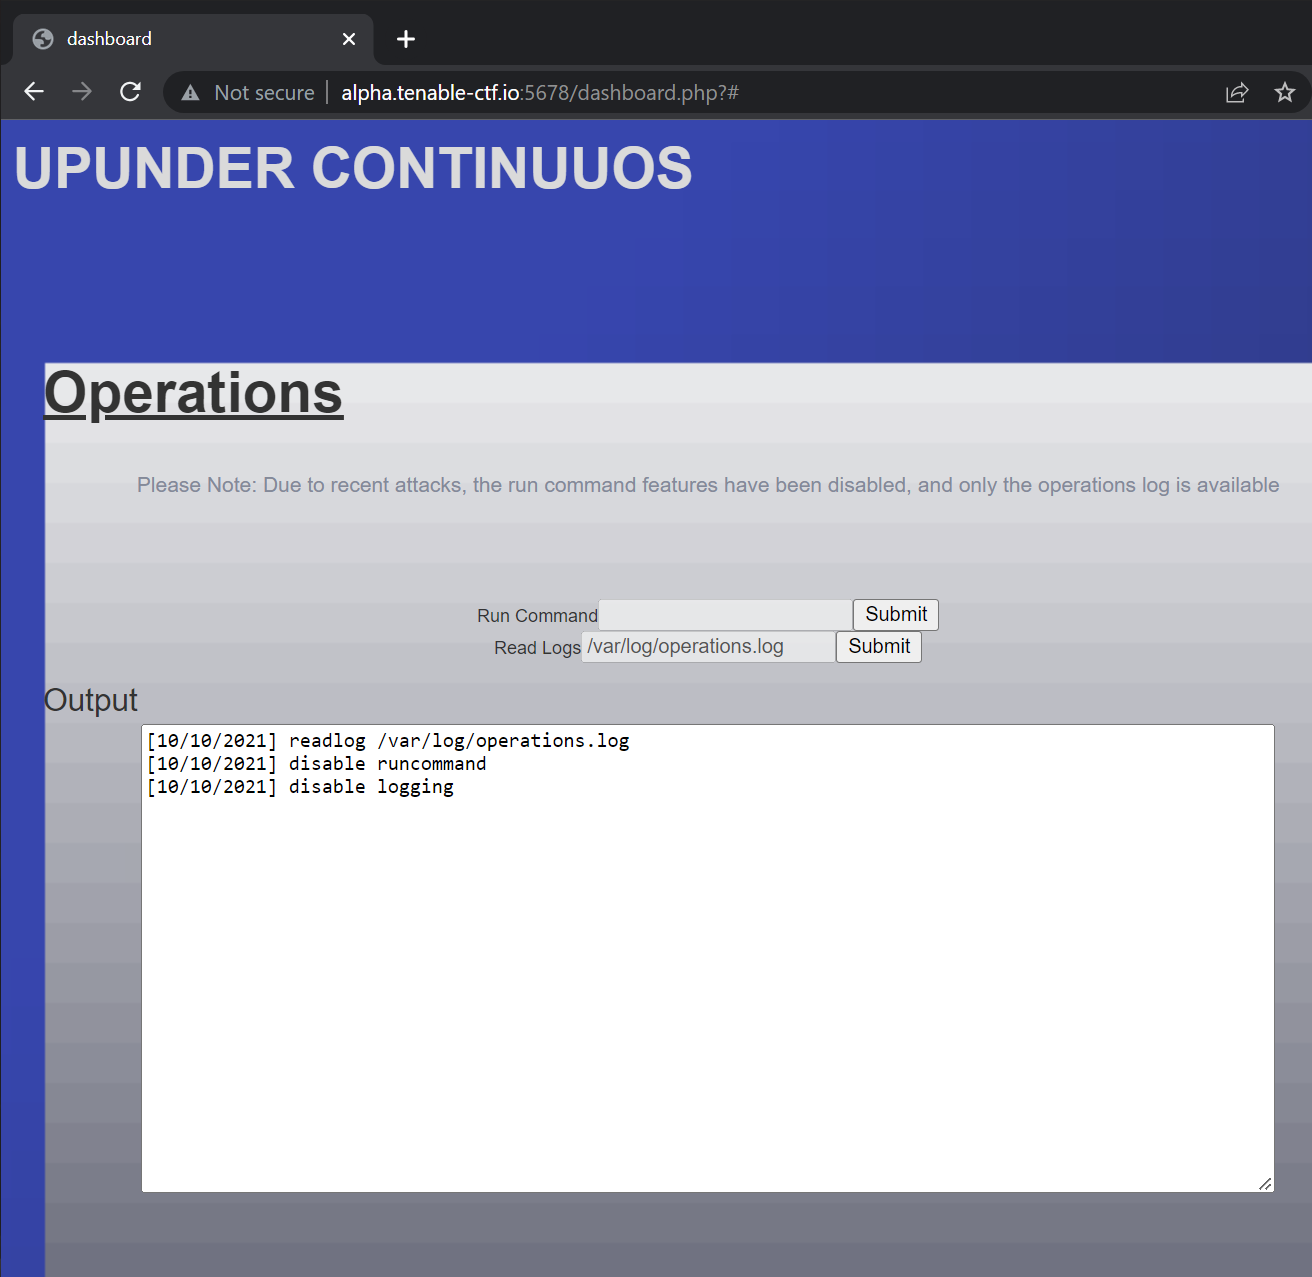 dashboard
Not secure alpha.tenable-ctf.io:5678/dashboard.php?#
UPUNDER CONTINUUOS
Operations
Please Note: Due to recent attacks, the run command features have been disabled, and only the operations log is available
Run Command Submit
Read Logs /var/log/operations.log Submit
Output
[10/10/2021] readlog /var/log/operations.log
[10/10/2021] disable runcommand
[10/10/2021] disable logging